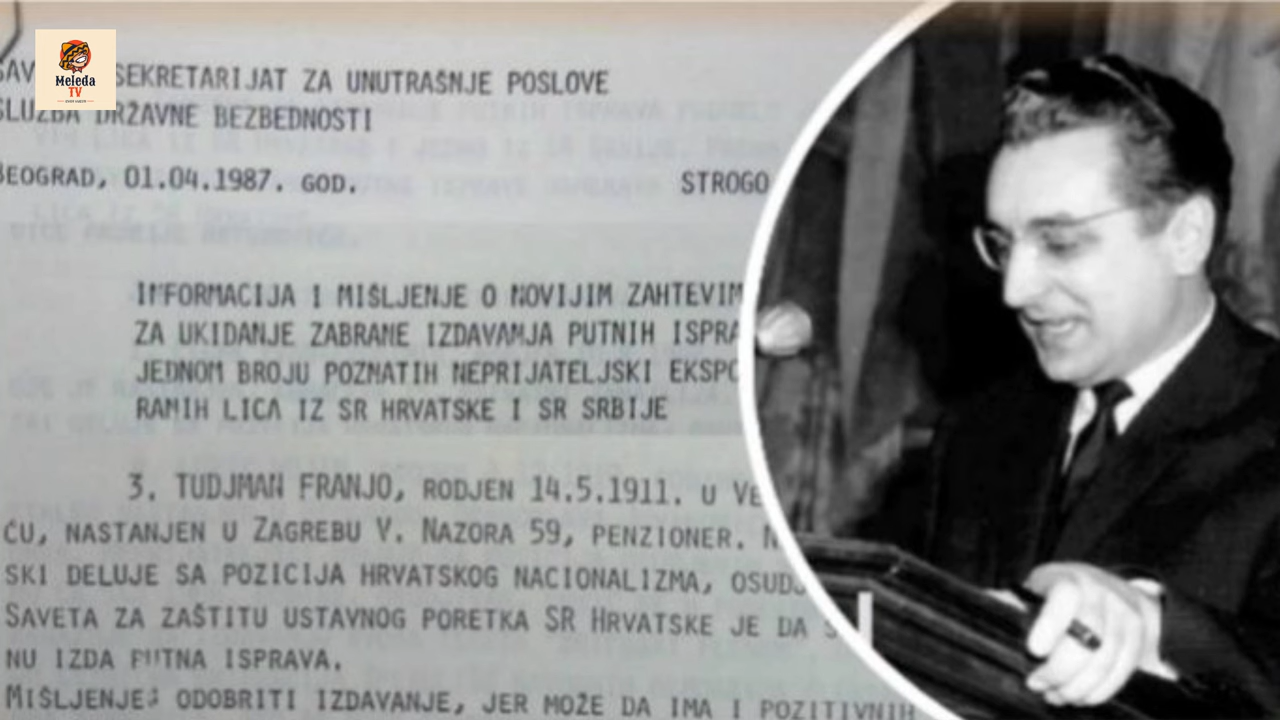 Meleda
TV
SAV SEKRETARIJAT ZA UNUTRAŠNJE POSLOVE
SLUŽBA DRŽAVNE BEZBEDNOSTI
BEOGRAD, 01.04.1987. GOD. STROGO
INFORMACIJA I MIŠLJENJE O NOVIJIM ZAHTEVIM
ZA UKIDANJE ZABRANE IZDAVANJA PUTNIH ISPRA
JEDNOM BROJU POZNATIH NEPRIJATELJSKI EKSPO
RANIH LICA IZ SR HRVATSKE I SR SRBIJE
3. TUDJMAN FRANJO, RODJEN 14.5.1911. U VE
ĆU, NASTANJEN U ZAGREBU V. NAZORA 59, PENZIONER. N
SKI DELUJE SA POZICIJA HRVATSKOG NACIONALIZMA, OSUDJ
SAVETA ZA ZAŠTITU USTAVNOG PORETKA SR HRVATSKE JE DA S
NU IZDA PUTNA ISPRAVA.
MIŠLJENJE: ODOBRITI IZDAVANJE, JER MOŽE DA IMA I POZITIVNIH